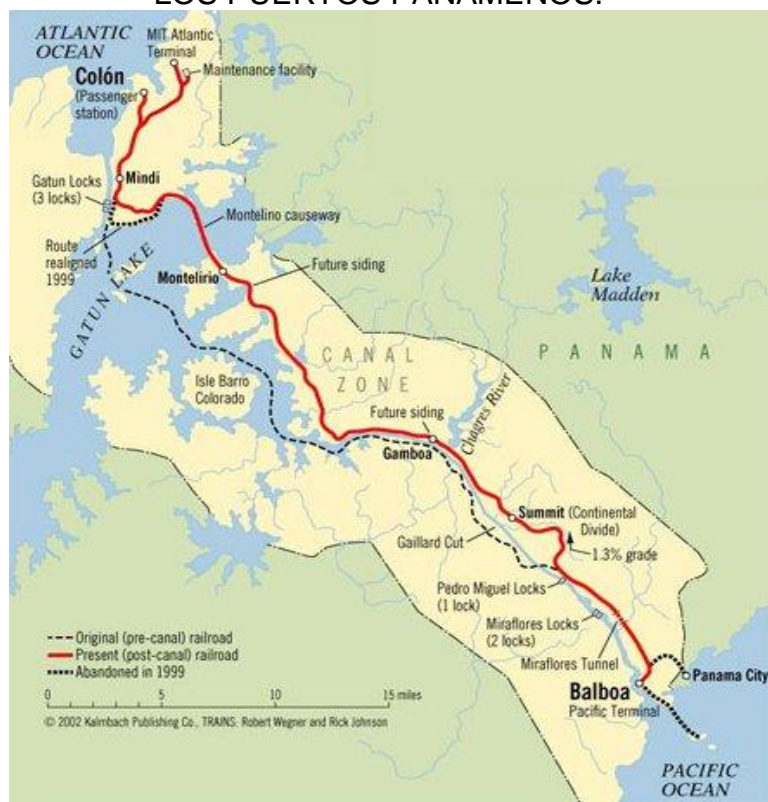 LOS PUERTOS PANAMEÑOS.
ATLANTIC
OCEAN
MIT Atlantic
Terminal
Maintenance facility
Colón
(Passenger
station)
Mindi
Gatun Locks
(3 locks)
Montelino causeway
Route
realigned
1999
GATUN LAKE
Montelirio
Future siding
Lake
Madden
CANAL
ZONE
PANAMA
Isle Barro
Colorado
Future siding
Chagres River
Gamboa
Summit (Continental
Divide)
1.3% grade
Gaillard Cut
Pedro Miguel Locks
(1 lock)
Miraflores Locks
(2 locks)
Miraflores Tunnel
Panama City
Balboa
Pacific Terminal
Original (pre-canal) railroad
Present (post-canal) railroad
Abandoned in 1999
0 5 10 15 miles
© 2002 Kalmbach Publishing Co., TRAINS: Robert Wegner and Rick Johnson
PACIFIC
OCEAN